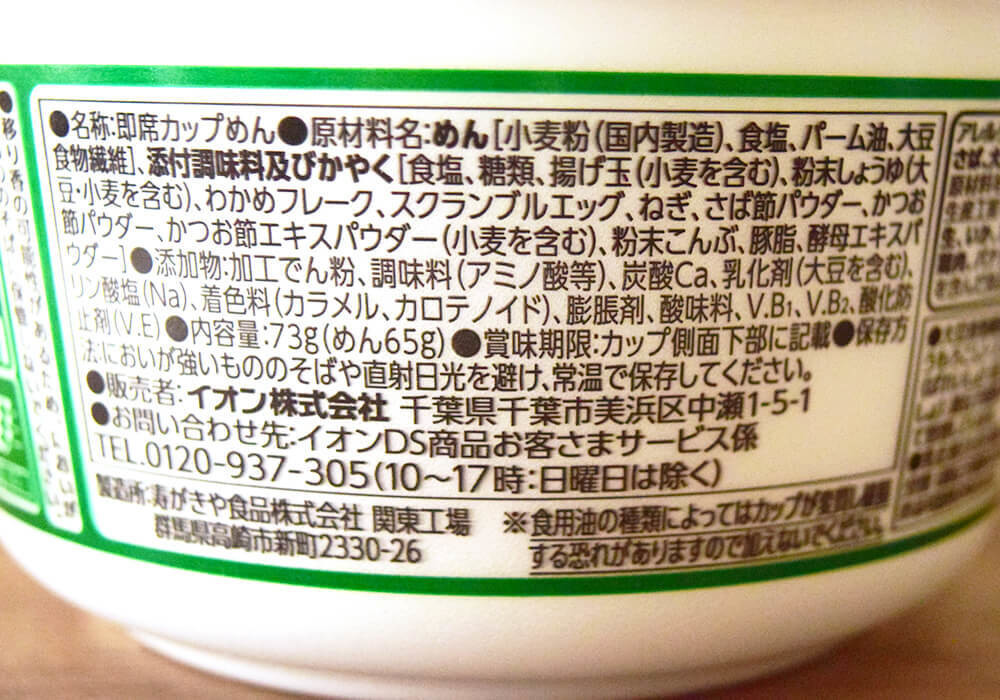 ●名称:即席カップめん●原材料名:めん[小麦粉(国内製造)、食塩、パーム油、大豆
食物繊維]、添付調味料及びかやく[食塩、糖類、揚げ玉(小麦を含む)、粉末しょうゆ(大
豆・小麦を含む)、わかめフレーク、スクランブルエッグ、ねぎ、さば節パウダー、かつお
節パウダー、かつお節エキスパウダー(小麦を含む)、粉末こんぶ、豚脂、酵母エキスパ
ウダー]●添加物:加工でん粉、調味料(アミノ酸等)、炭酸Ca、乳化剤(大豆を含む)、
リン酸塩(Na)、着色料(カラメル、カロテノイド)、膨脹剤、酸味料、V.B1、V.B2、酸化防
止剤(V.E)●内容量:73g(めん65g)●賞味期限:カップ側面下部に記載●保存方
法:においが強いもののそばや直射日光を避け、常温で保存してください。
●販売者:イオン株式会社 千葉県千葉市美浜区中瀬1-5-1
●お問い合わせ先:イオンDS商品お客さまサービス係
TEL.0120-937-305(10~17時:日曜日は除く)
製造所:寿がきや食品株式会社 関東工場
群馬県高崎市新町2330-26
※食用油の種類によってはカップが変質し破損
する恐れがありますので加えないでください。
アレル
さば、大
原材料
生産工